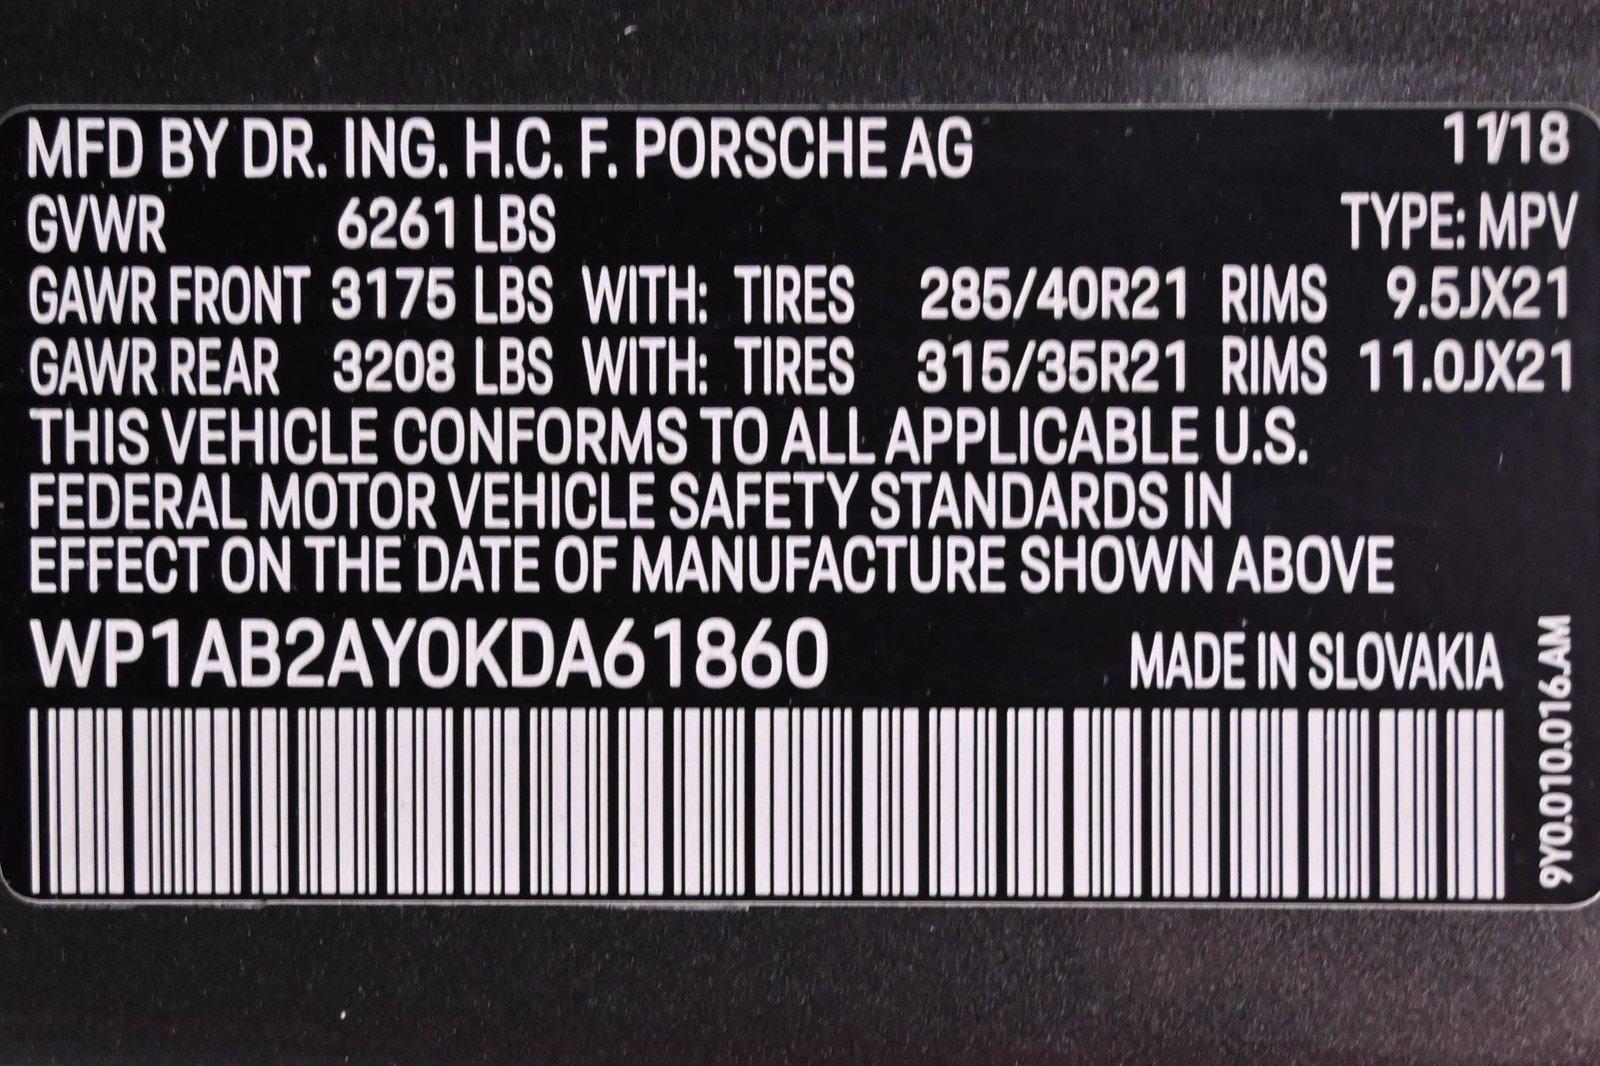 MFD BY DR. ING. H.C. F. PORSCHE AG 11/18
GVWR 6261 LBS TYPE: MPV
GAWR FRONT 3175 LBS WITH: TIRES 285/40R21 RIMS 9.5JX21
GAWR REAR 3208 LBS WITH: TIRES 315/35R21 RIMS 11.0JX21
THIS VEHICLE CONFORMS TO ALL APPLICABLE U.S.
FEDERAL MOTOR VEHICLE SAFETY STANDARDS IN
EFFECT ON THE DATE OF MANUFACTURE SHOWN ABOVE
WP1AB2AY0KDA61860 MADE IN SLOVAKIA
9Y0.010.016.AM